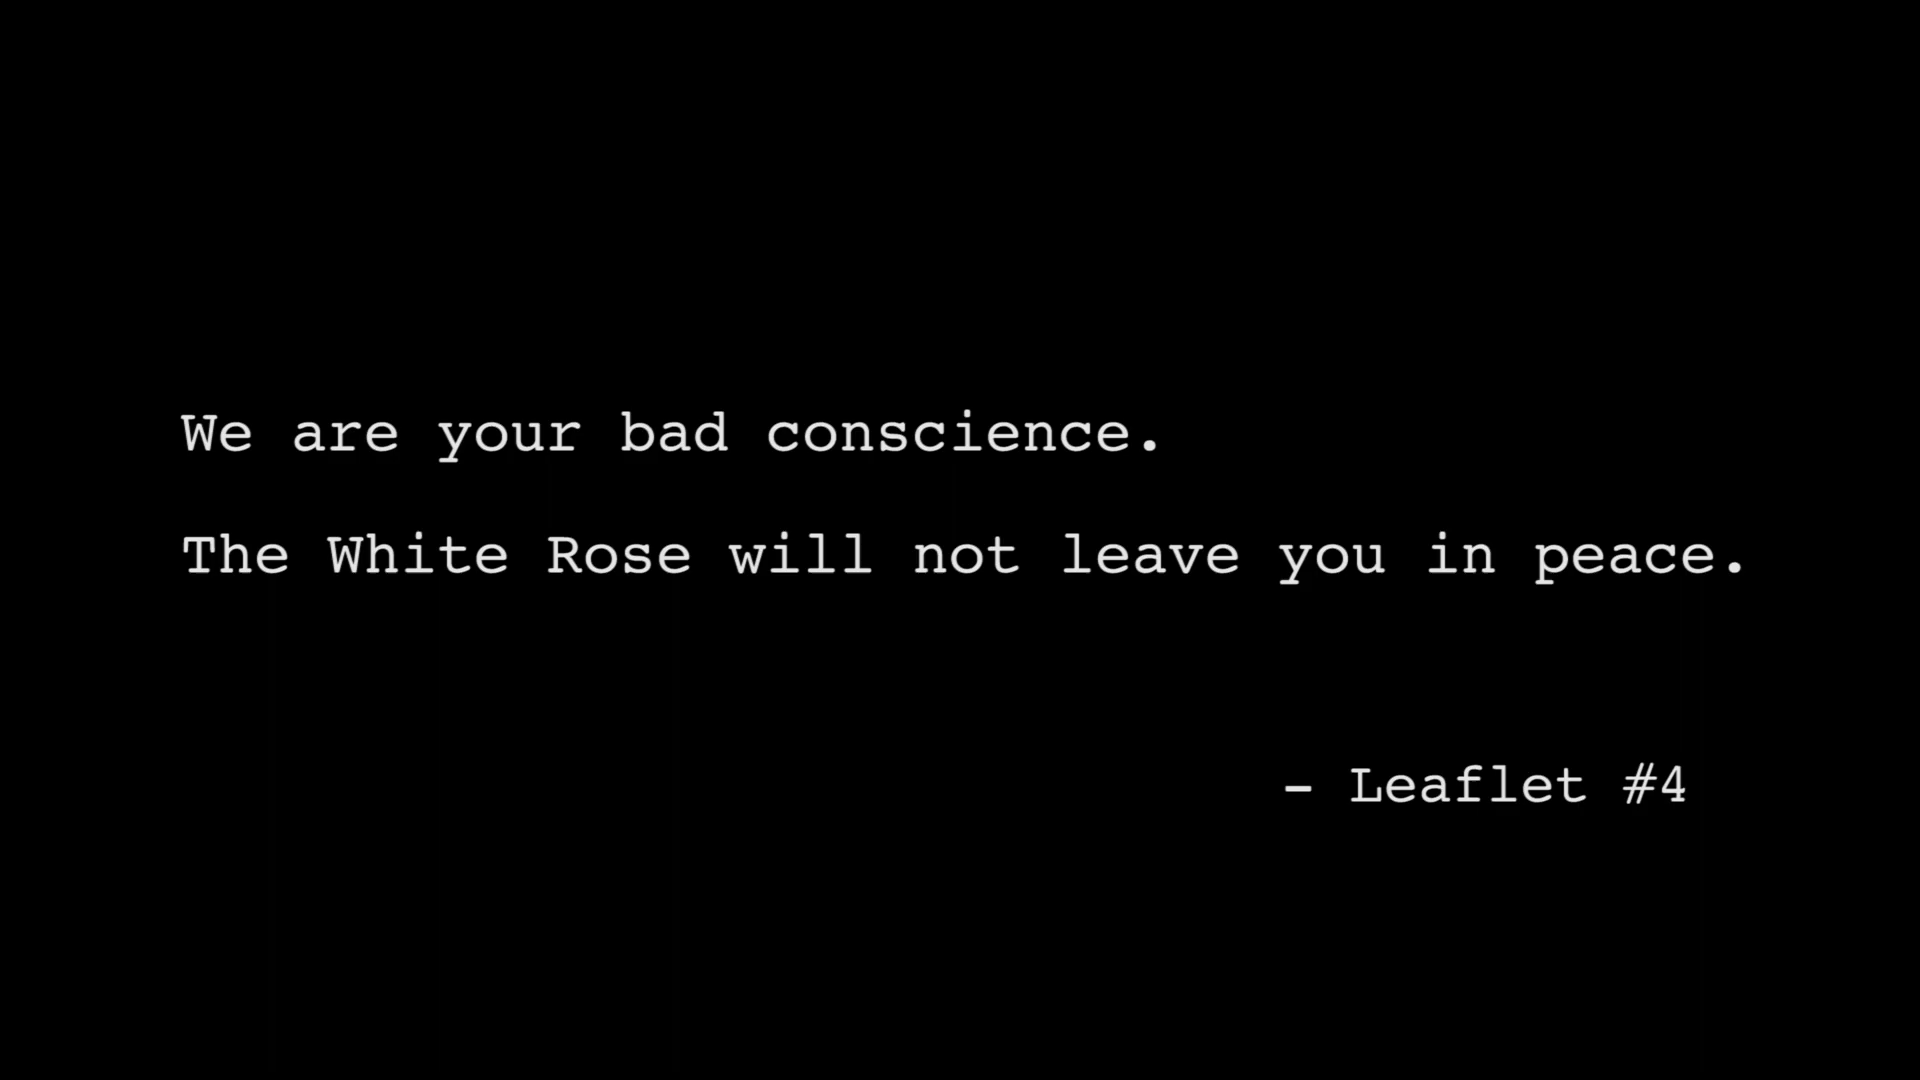 We are your bad conscience.
The White Rose will not leave you in peace.
- Leaflet #4